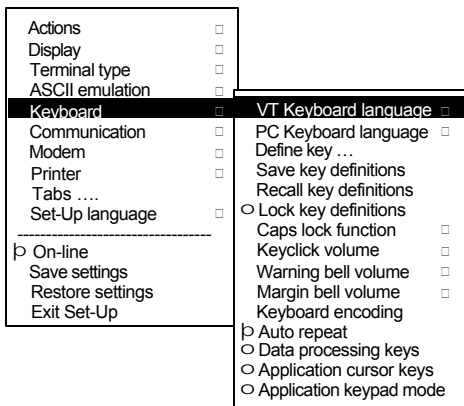 Actions □
Display □
Terminal type □
ASCII emulation □
Keyboard □
Communication □
Modem □
Printer □
Tabs ….
Set-Up language □
-----------------------------------
þ On-line
Save settings
Restore settings
Exit Set-Up
VT Keyboard language □
PC Keyboard language □
Define key …
Save key definitions
Recall key definitions
O Lock key definitions
Caps lock function □
Keyclick volume □
Warning bell volume □
Margin bell volume □
Keyboard encoding
þ Auto repeat
O Data processing keys
O Application cursor keys
O Application keypad mode